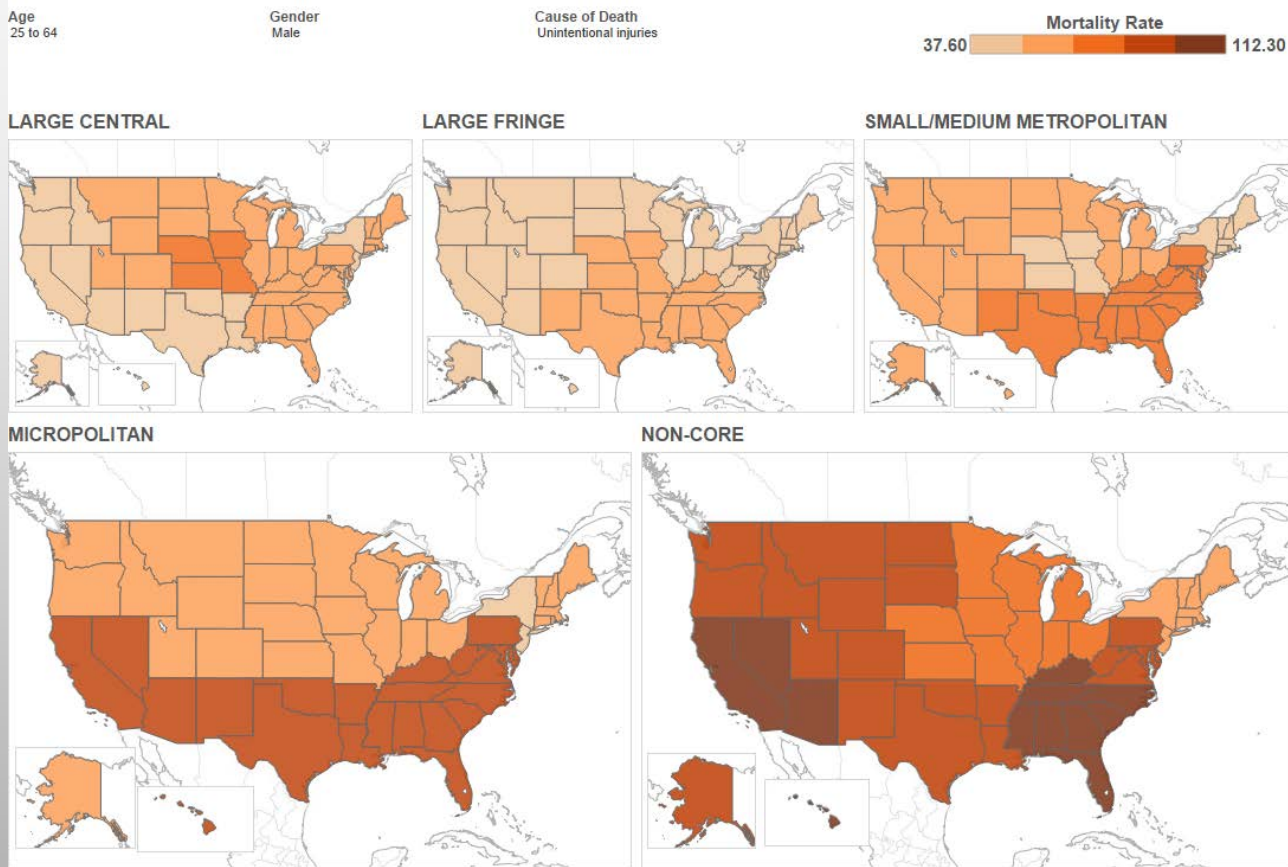 Age
25 to 64
Gender
Male
Cause of Death
Unintentional injuries
Mortality Rate
37.60
112.30
LARGE CENTRAL
LARGE FRINGE
SMALL/MEDIUM METROPOLITAN
MICROPOLITAN
NON-CORE